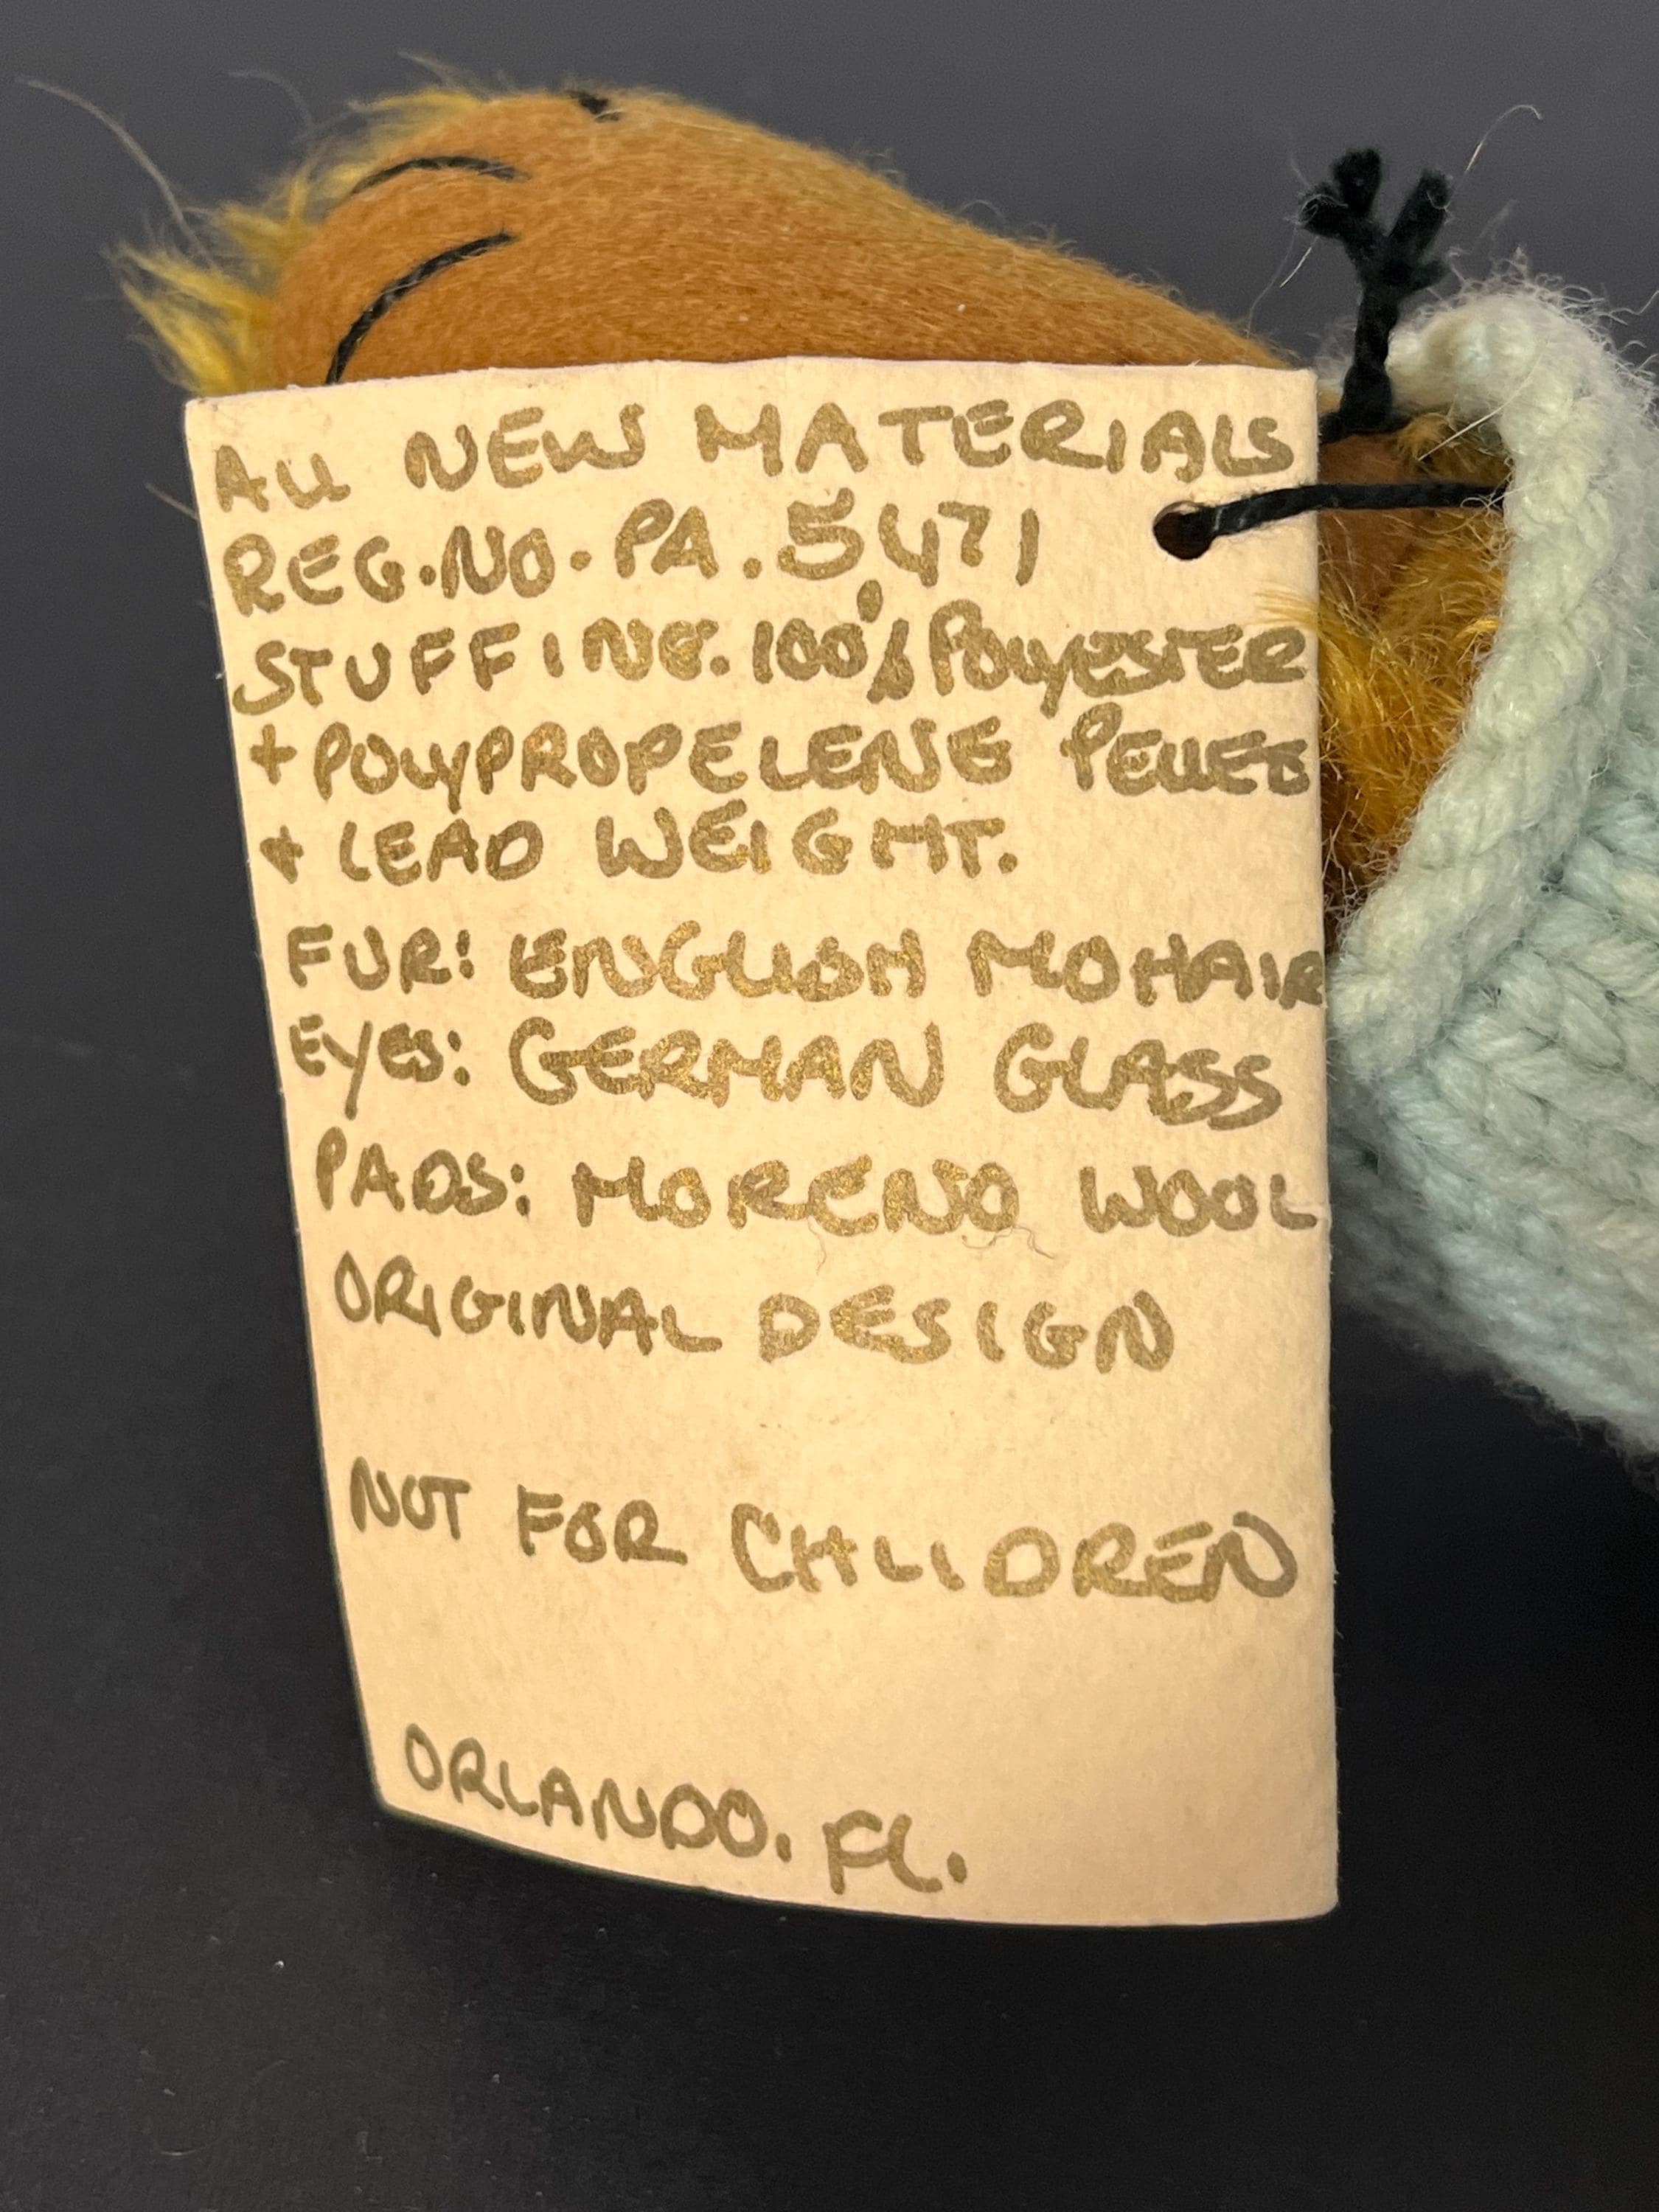 ALL NEW MATERIALS
REG.NO.PA.5471
STUFFING.100% POLYESTER
+ POLYPROPELENE PELLETS
+ LEAD WEIGHT.
FUR: ENGLISH MOHAIR
EYES: GERMAN GLASS
PADS: MORENO WOOL
ORIGINAL DESIGN
NOT FOR CHILDREN
ORLANDO. FL.